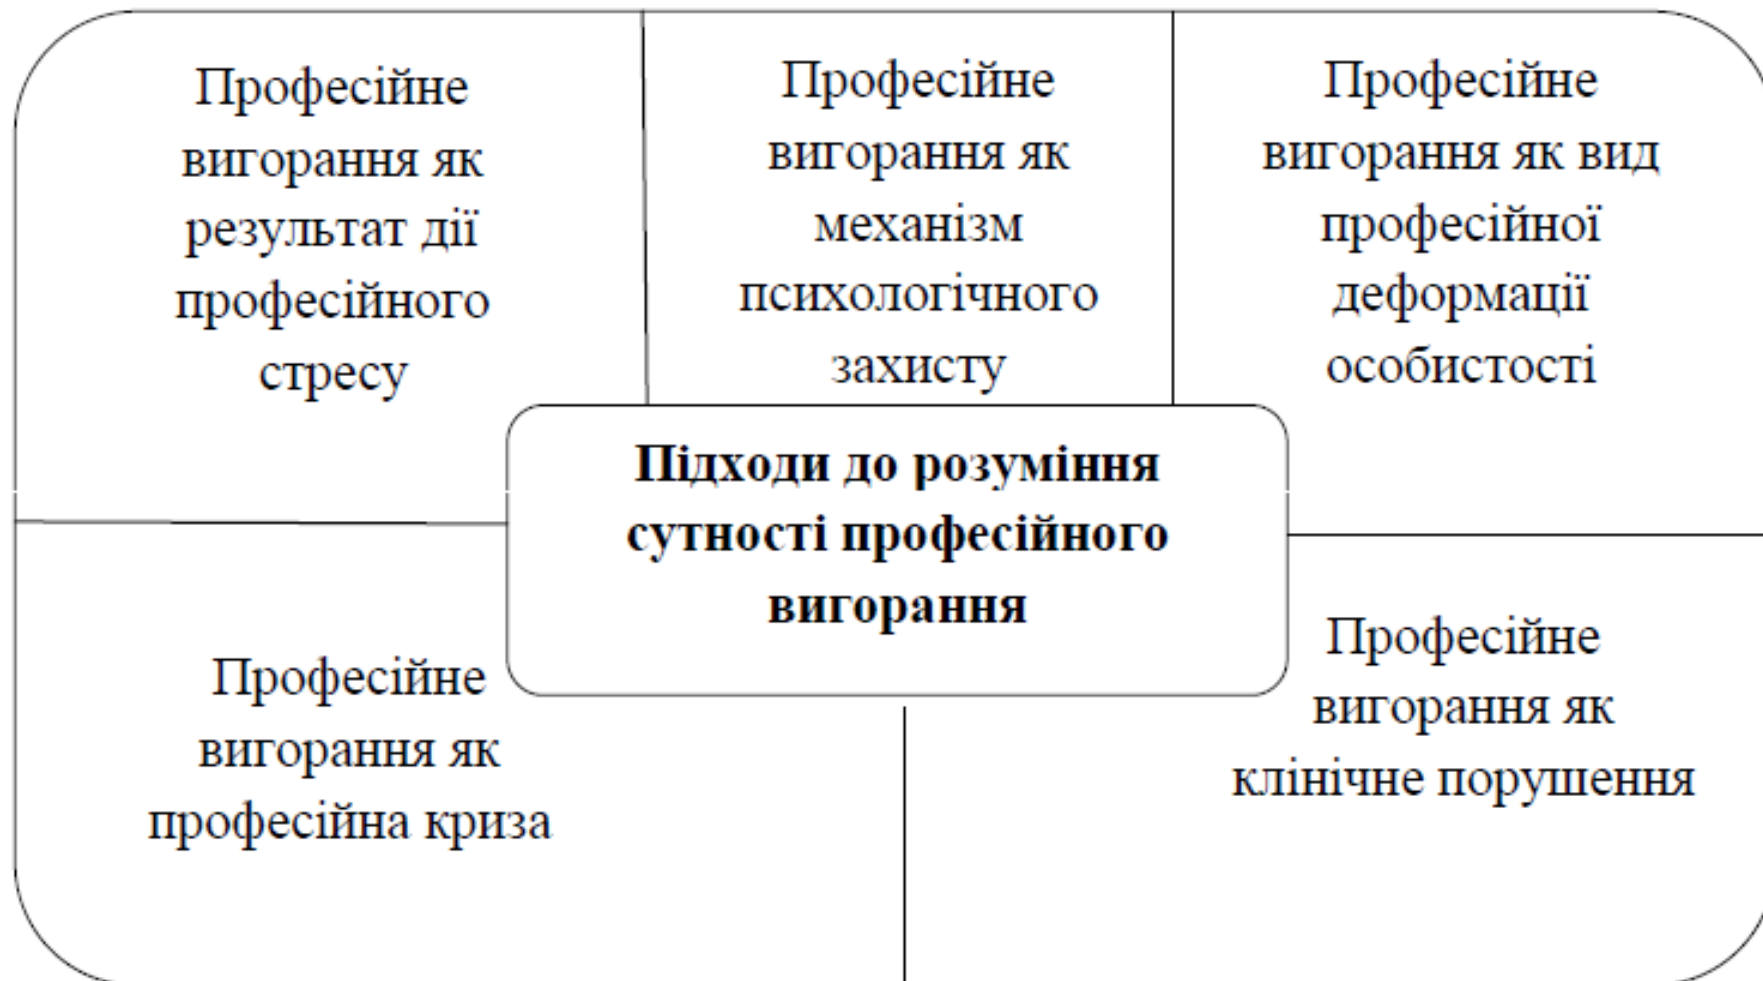 Професійне
вигорання як
результат дії
професійного
стресу
Професійне
вигорання як
механізм
психологічного
захисту
Професійне
вигорання як вид
професійної
деформації
особистості
Підходи до розуміння
сутності професійного
вигорання
Професійне
вигорання як
професійна криза
Професійне
вигорання як
клінічне порушення